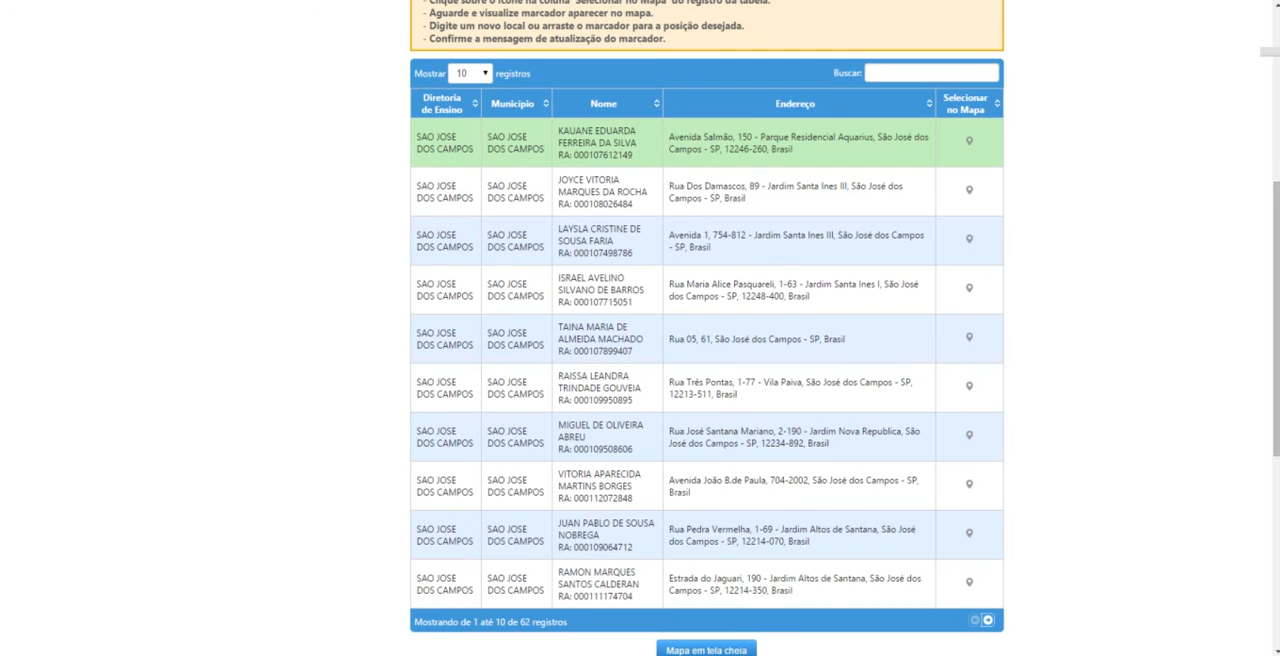 - Clique sobre o ícone na coluna "Selecionar no Mapa" do registro da tabela.
- Aguarde e visualize marcador aparecer no mapa.
- Digite um novo local ou arraste o marcador para a posição desejada.
- Confirme a mensagem de atualização do marcador.
Mostrar 10 registros Buscar:
Diretoria de Ensino Município Nome Endereço Selecionar no Mapa
SAO JOSE DOS CAMPOS SAO JOSE DOS CAMPOS KAUANE EDUARDA FERREIRA DA SILVA RA: 000107612149 Avenida Salmão, 150 - Parque Residencial Aquarius, São José dos Campos - SP, 12246-260, Brasil
SAO JOSE DOS CAMPOS SAO JOSE DOS CAMPOS JOYCE VITORIA MARQUES DA ROCHA RA: 000108026484 Rua Dos Damascos, 89 - Jardim Santa Ines III, São José dos Campos - SP, Brasil
SAO JOSE DOS CAMPOS SAO JOSE DOS CAMPOS LAYSLA CRISTINE DE SOUSA FARIA RA: 000107498786 Avenida 1, 754-812 - Jardim Santa Ines III, São José dos Campos - SP, Brasil
SAO JOSE DOS CAMPOS SAO JOSE DOS CAMPOS ISRAEL AVELINO SILVANO DE BARROS RA: 000107715051 Rua Maria Alice Pasquareli, 1-63 - Jardim Santa Ines I, São José dos Campos - SP, 12248-400, Brasil
SAO JOSE DOS CAMPOS SAO JOSE DOS CAMPOS TAINA MARIA DE ALMEIDA MACHADO RA: 000107899407 Rua 05, 61, São José dos Campos - SP, Brasil
SAO JOSE DOS CAMPOS SAO JOSE DOS CAMPOS RAISSA LEANDRA TRINDADE GOUVEIA RA: 000109950895 Rua Três Pontas, 1-77 - Vila Paiva, São José dos Campos - SP, 12213-511, Brasil
SAO JOSE DOS CAMPOS SAO JOSE DOS CAMPOS MIGUEL DE OLIVEIRA ABREU RA: 000109508606 Rua José Santana Mariano, 2-190 - Jardim Nova Republica, São José dos Campos - SP, 12234-892, Brasil
SAO JOSE DOS CAMPOS SAO JOSE DOS CAMPOS VITORIA APARECIDA MARTINS BORGES RA: 000112072848 Avenida João B.de Paula, 704-2002, São José dos Campos - SP, Brasil
SAO JOSE DOS CAMPOS SAO JOSE DOS CAMPOS JUAN PABLO DE SOUSA NOBREGA RA: 000109064712 Rua Pedra Vermelha, 1-69 - Jardim Altos de Santana, São José dos Campos - SP, 12214-070, Brasil
SAO JOSE DOS CAMPOS SAO JOSE DOS CAMPOS RAMON MARQUES SANTOS CALDERAN RA: 000111174704 Estrada do Jaguari, 190 - Jardim Altos de Santana, São José dos Campos - SP, 12214-350, Brasil
Mostrando de 1 até 10 de 62 registros
Mapa em tela cheia